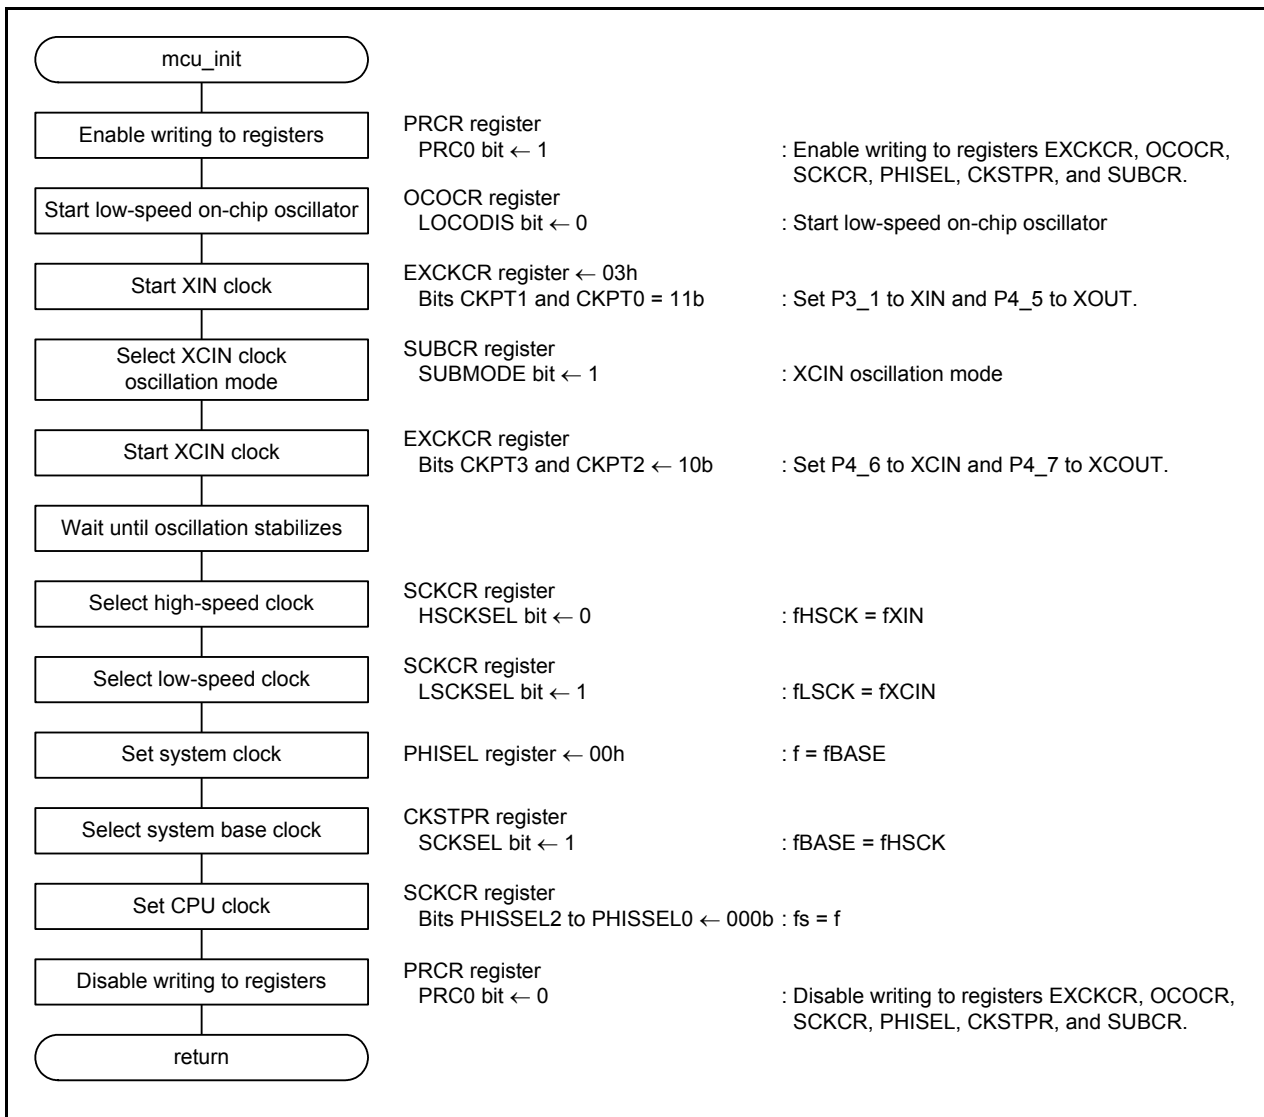 mcu_init
Enable writing to registers
PRCR register
PRC0 bit ← 1 : Enable writing to registers EXCKCR, OCOCR,
SCKCR, PHISEL, CKSTPR, and SUBCR.
Start low-speed on-chip oscillator
OCOCR register
LOCODIS bit ← 0 : Start low-speed on-chip oscillator
Start XIN clock
EXCKCR register ← 03h
Bits CKPT1 and CKPT0 = 11b : Set P3_1 to XIN and P4_5 to XOUT.
Select XCIN clock
oscillation mode
SUBCR register
SUBMODE bit ← 1 : XCIN oscillation mode
Start XCIN clock
EXCKCR register
Bits CKPT3 and CKPT2 ← 10b : Set P4_6 to XCIN and P4_7 to XCOUT.
Wait until oscillation stabilizes
Select high-speed clock
SCKCR register
HSCKSEL bit ← 0 : fHSCK = fXIN
Select low-speed clock
SCKCR register
LSCKSEL bit ← 1 : fLSCK = fXCIN
Set system clock
PHISEL register ← 00h : f = fBASE
Select system base clock
CKSTPR register
SCKSEL bit ← 1 : fBASE = fHSCK
Set CPU clock
SCKCR register
Bits PHISSEL2 to PHISSEL0 ← 000b : fs = f
Disable writing to registers
PRCR register
PRC0 bit ← 0 : Disable writing to registers EXCKCR, OCOCR,
SCKCR, PHISEL, CKSTPR, and SUBCR.
return